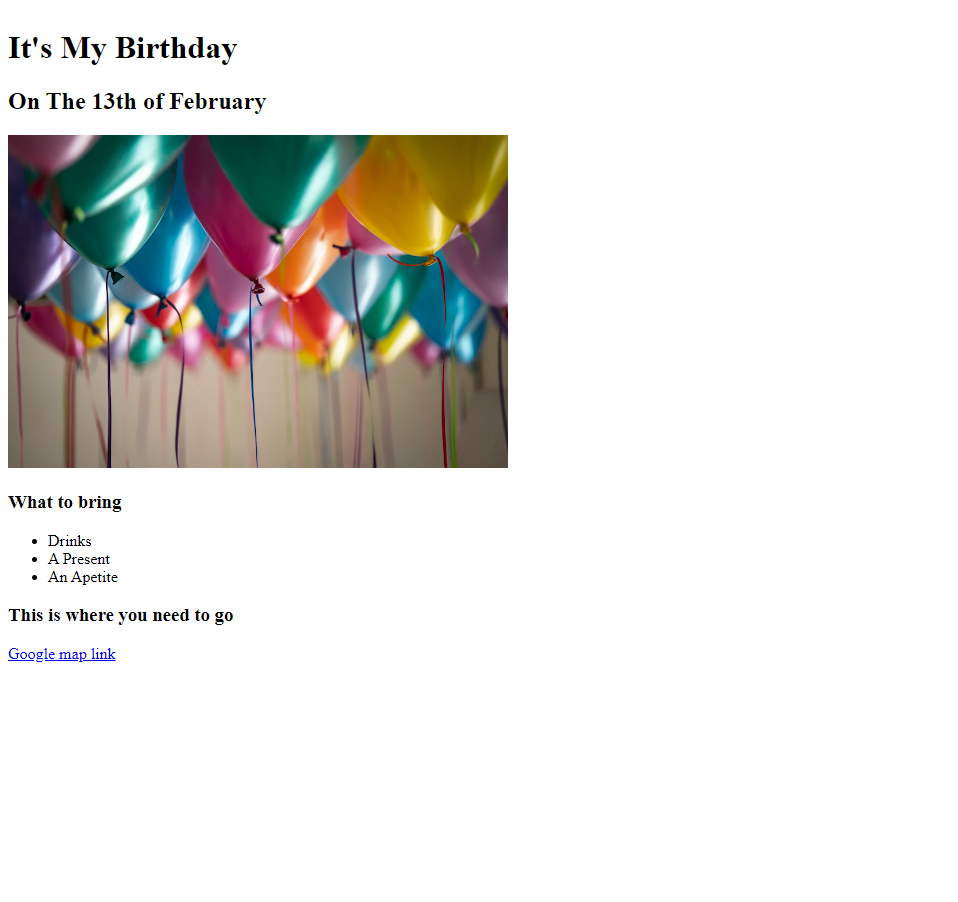 It's My Birthday
On The 13th of February
What to bring
Drinks
A Present
An Apetite
This is where you need to go
Google map link